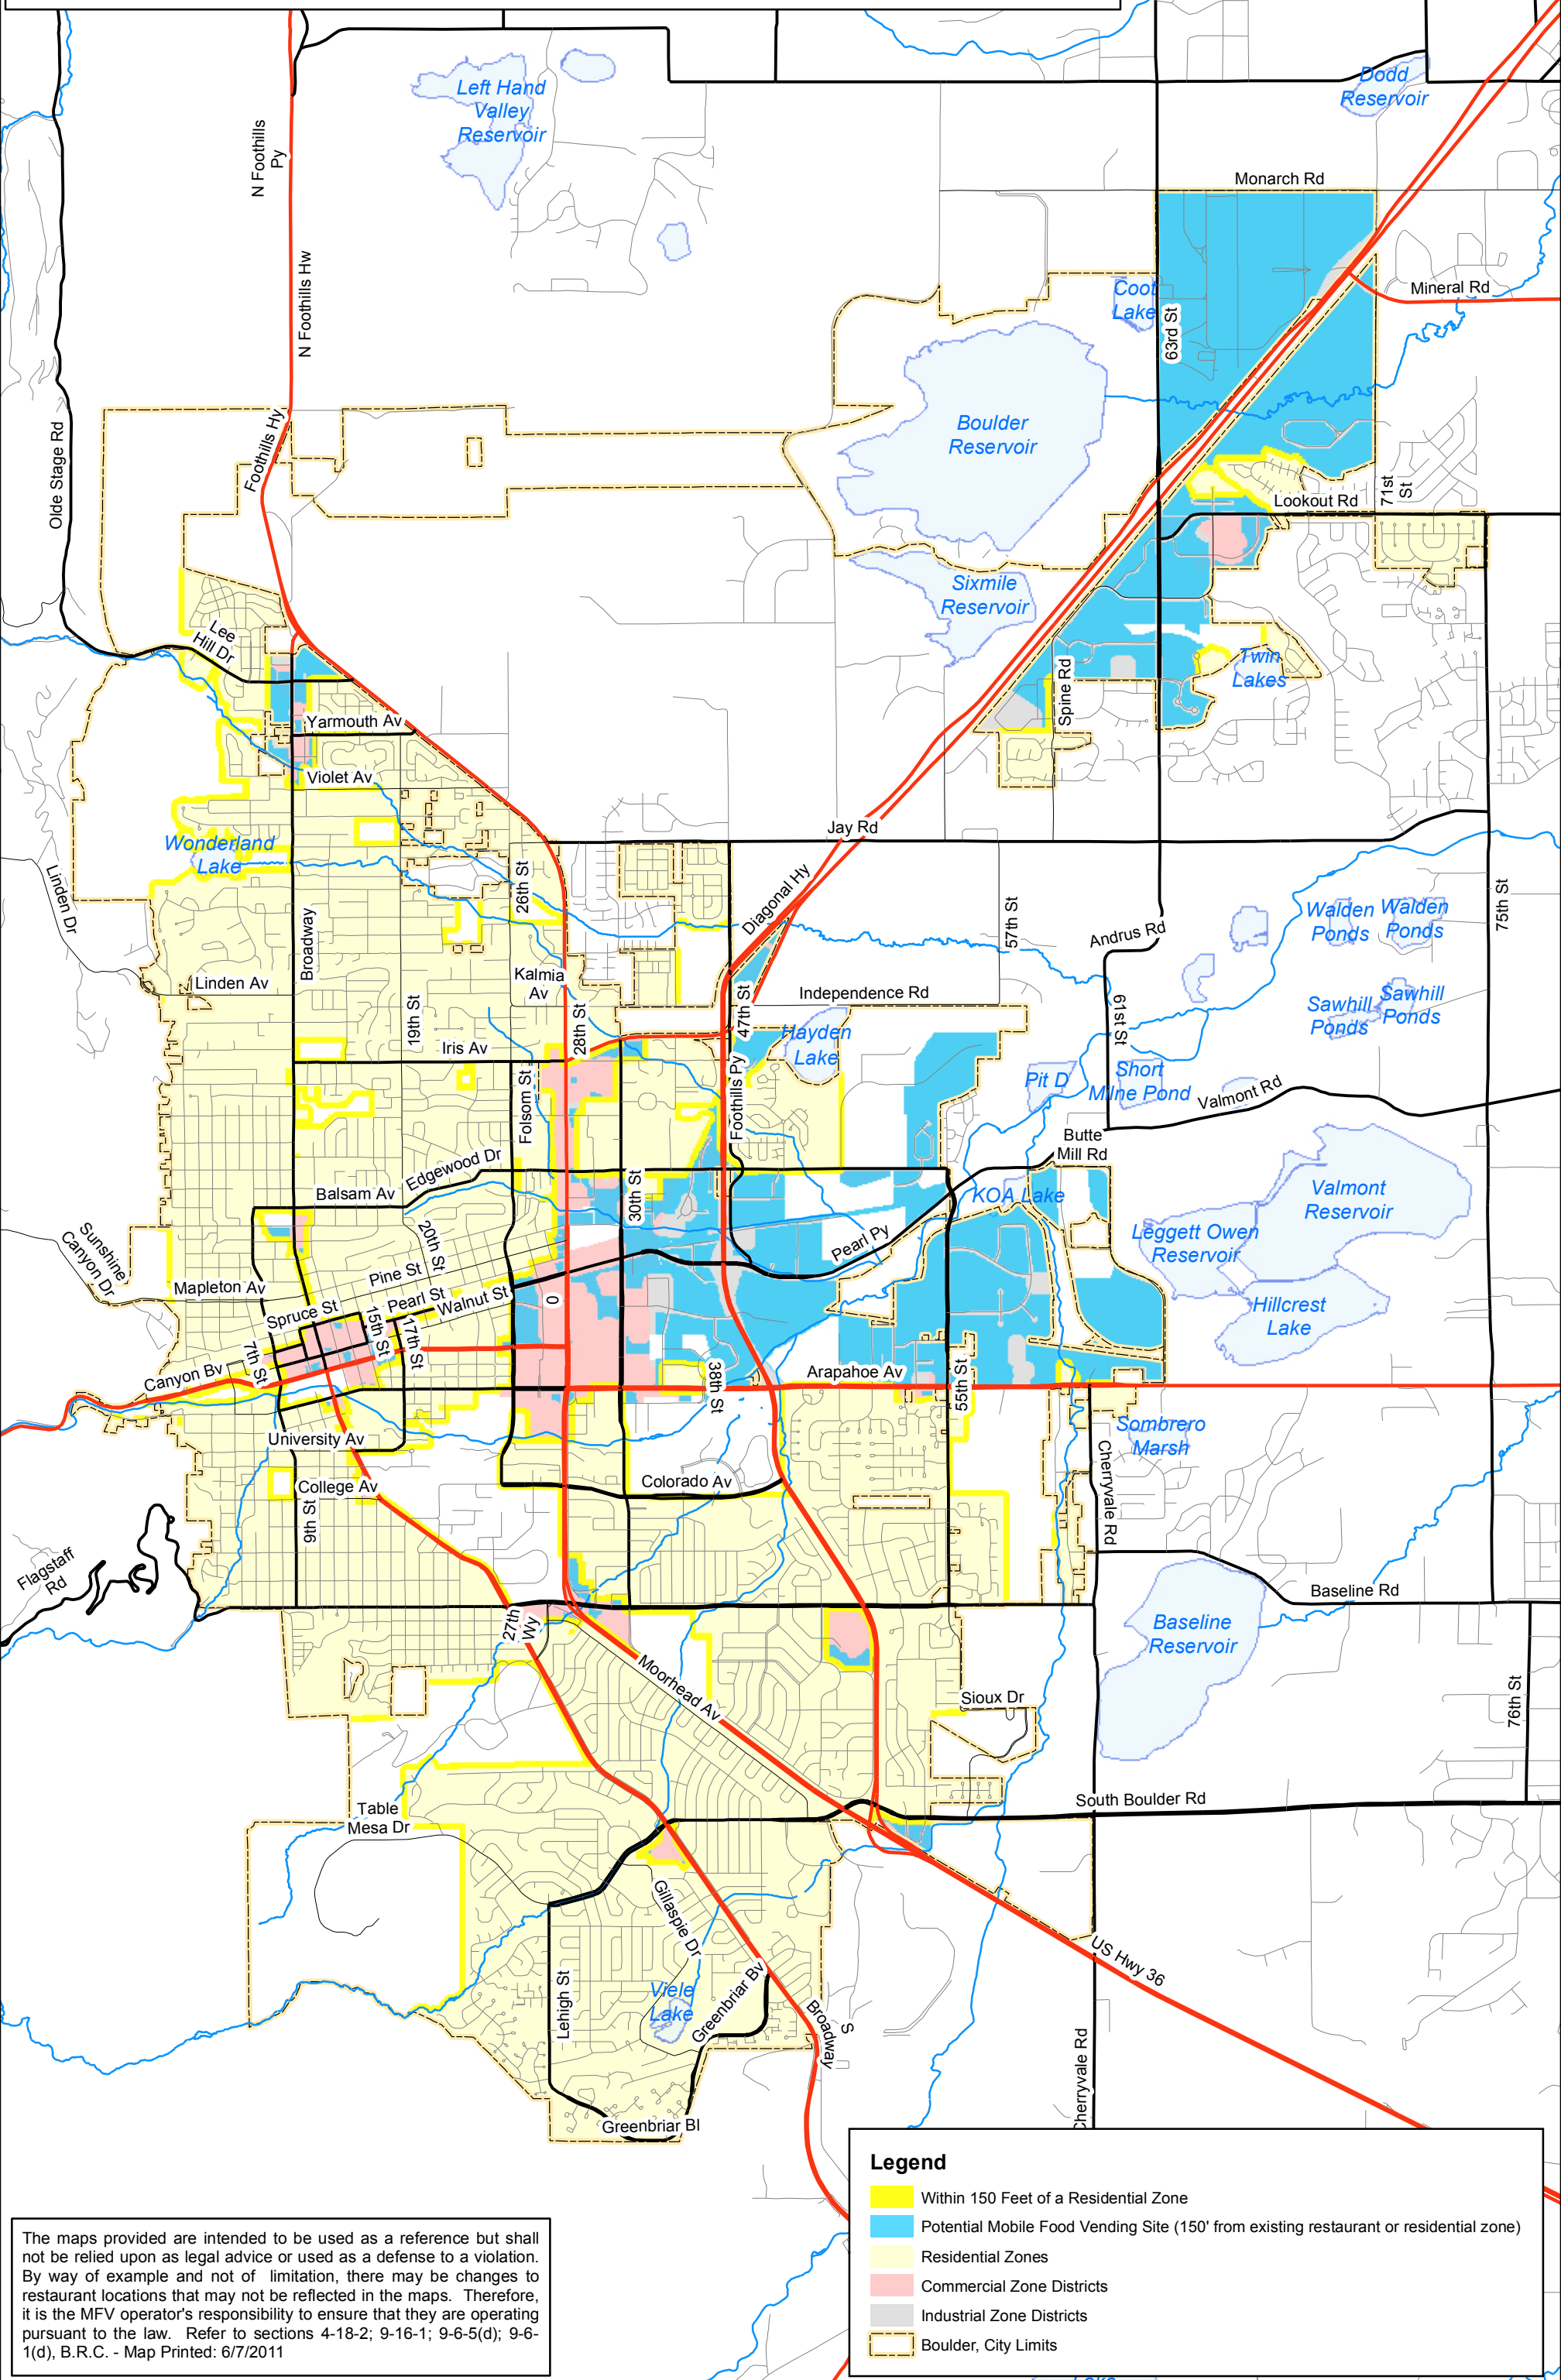 Left Hand
Valley
Reservoir
Dodd
Reservoir
N Foothills
Py
Monarch Rd
N Foothills Hw
Coot
Lake
63rd St
Mineral Rd
Olde Stage Rd
Foothills Hy
Boulder
Reservoir
Lookout Rd
71st
St
Sixmile
Reservoir
Lee
Hill Dr
Twin
Lakes
Spine Rd
Yarmouth Av
Violet Av
Jay Rd
Wonderland
Lake
Linden Dr
26th St
Diagonal Hy
57th St
Andrus Rd
Walden
Ponds
Walden
Ponds
75th St
Broadway
Linden Av
Kalmia
Av
47th St
Independence Rd
Sawhill
Ponds
Sawhill
Ponds
19th St
28th St
61st St
Hayden
Lake
Iris Av
Folsom St
Foothills Py
Pit D
Short
Milne Pond
Valmont Rd
Butte
Mill Rd
Edgewood Dr
Balsam Av
30th St
KOA Lake
Valmont
Reservoir
Sunshine
Canyon Dr
20th St
Pearl Py
Leggett Owen
Reservoir
Mapleton Av
Pine St
Pearl St
Walnut St
0
Spruce St
15th St
17th St
Hillcrest
Lake
7th St
Canyon Bv
38th St
Arapahoe Av
55th St
University Av
Sombrero
Marsh
Cherryvale Rd
College Av
Colorado Av
9th St
Flagstaff
Rd
Baseline Rd
27th
Wy
Baseline
Reservoir
Moorhead Av
Sioux Dr
76th St
Table
Mesa Dr
South Boulder Rd
Gillaspie Dr
US Hwy 36
Lehigh St
Viele
Lake
Greenbriar Bv
S
Broadway
Cherryvale Rd
Greenbriar Bl
Legend
Within 150 Feet of a Residential Zone
Potential Mobile Food Vending Site (150' from existing restaurant or residential zone)
Residential Zones
Commercial Zone Districts
Industrial Zone Districts
Boulder, City Limits
The maps provided are intended to be used as a reference but shall
not be relied upon as legal advice or used as a defense to a violation.
By way of example and not of limitation, there may be changes to
restaurant locations that may not be reflected in the maps. Therefore,
it is the MFV operator's responsibility to ensure that they are operating
pursuant to the law. Refer to sections 4-18-2; 9-16-1; 9-6-5(d); 9-6-
1(d), B.R.C. - Map Printed: 6/7/2011